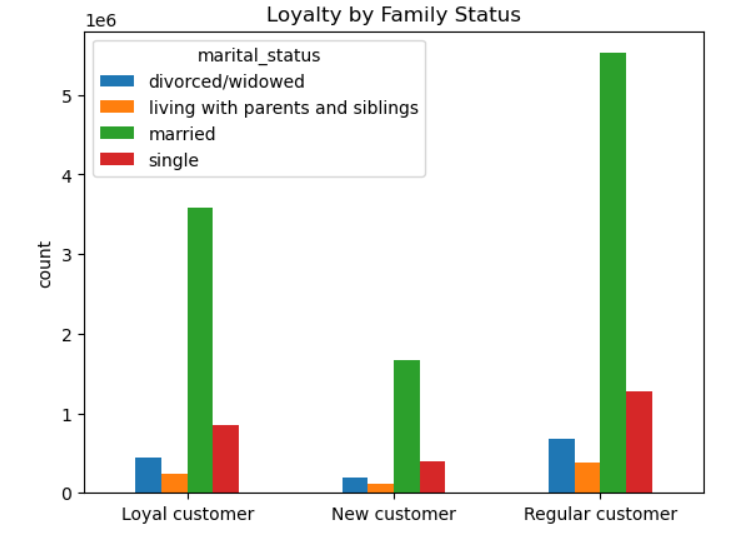 Loyalty by Family Status
1e6
marital_status
divorced/widowed
living with parents and siblings
married
single
count
5
4
3
2
1
0
Loyal customer
New customer
Regular customer